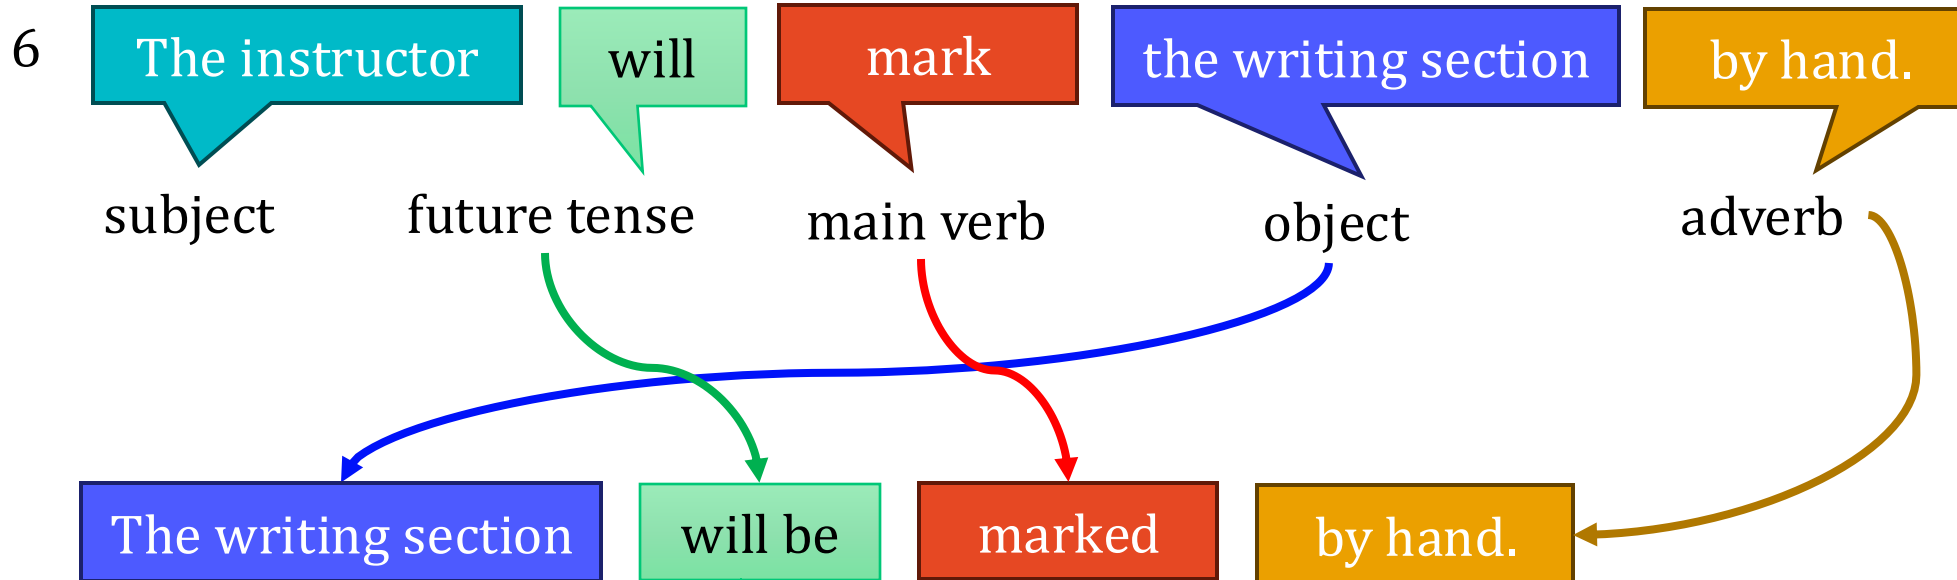 6 The instructor will mark the writing section by hand.
subject future tense main verb object adverb
The writing section will be marked by hand.